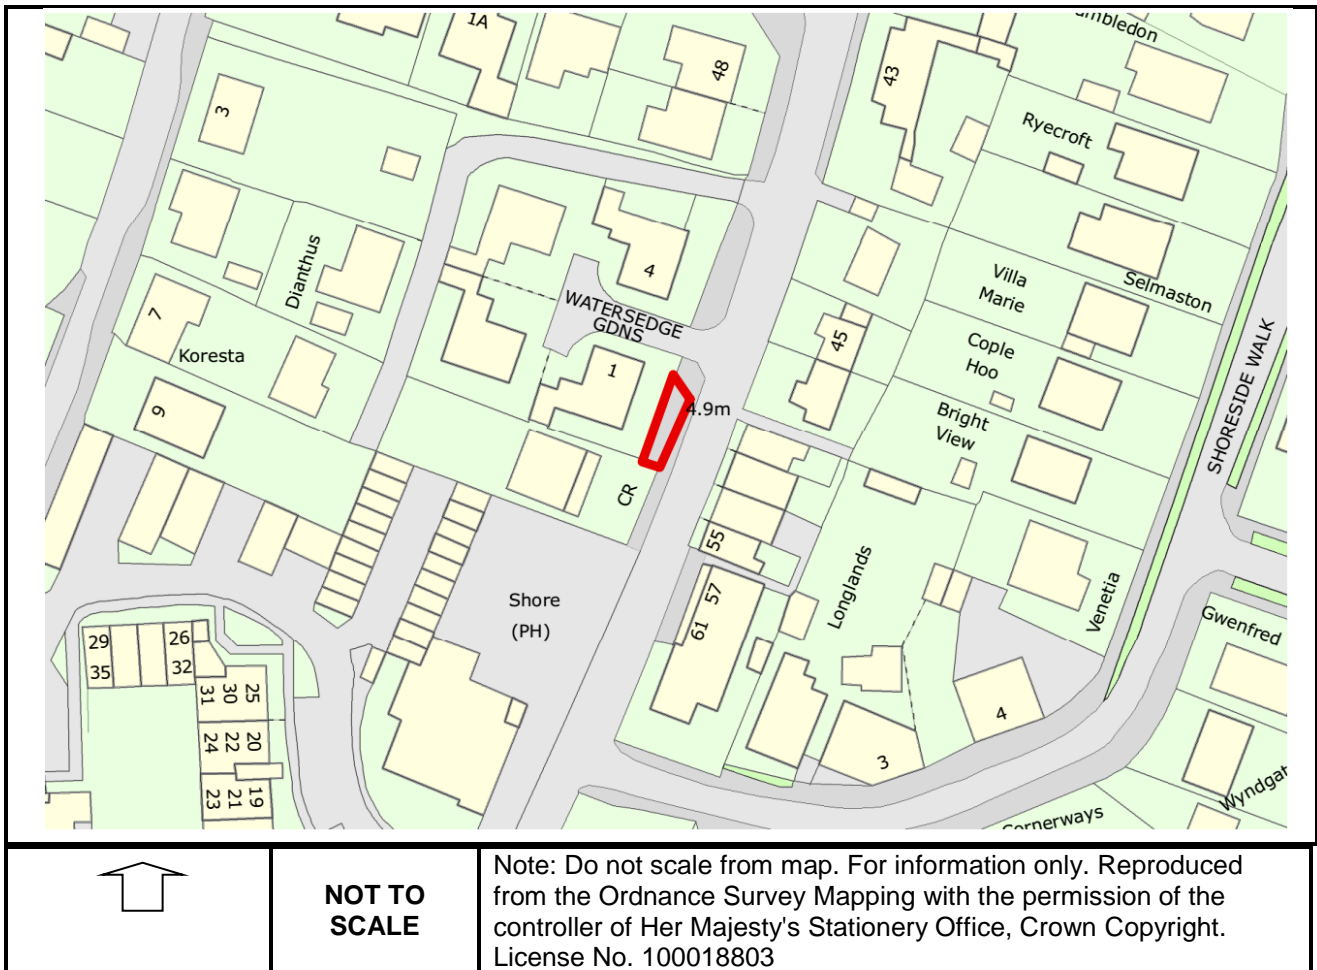 1A
48
43
3
Ryecroft
Dianthus
4
Villa
Marie
Selmaston
WATERSEDGE
GDNS
7
Koresta
45
Cople
Hoo
1
9
4.9m
Bright
View
SHORESIDE WALK
CR
55
Longlands
57
61
Shore
(PH)
Venetia
Gwenfred
29
35
26
32
31 30 25
24 22 20
23 21 19
4
3
NOT TO
SCALE
Note: Do not scale from map. For information only. Reproduced
from the Ordnance Survey Mapping with the permission of the
controller of Her Majesty's Stationery Office, Crown Copyright.
License No. 100018803